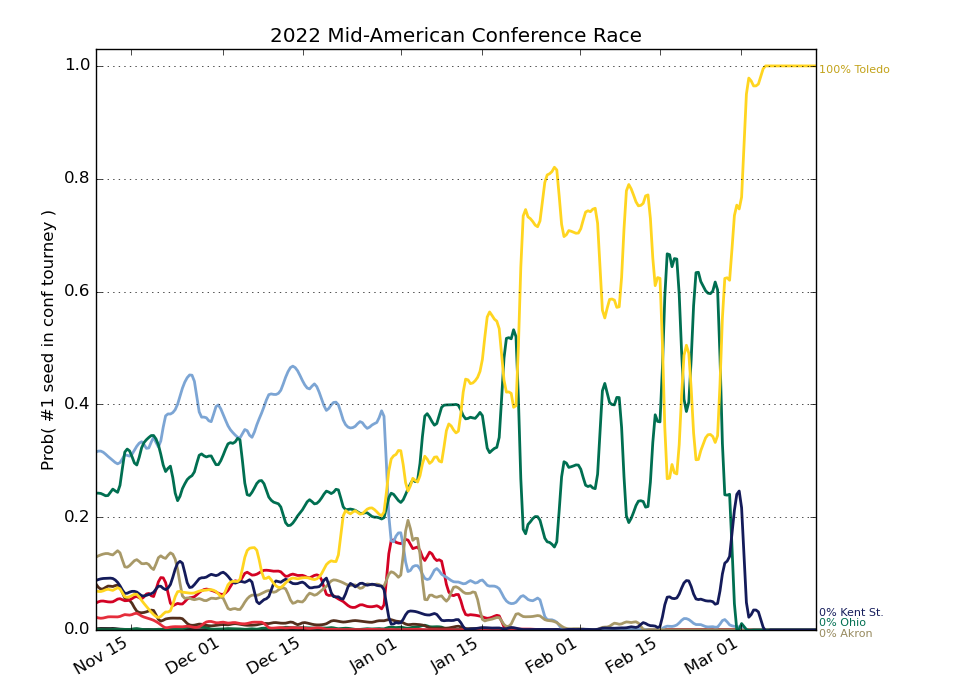 2022 Mid-American Conference Race
Prob( #1 seed in conf tourney )
1.0
0.8
0.6
0.4
0.2
0.0
100% Toledo
0% Kent St.
0% Ohio
0% Akron
Nov 15
Dec 01
Dec 15
Jan 01
Jan 15
Feb 01
Feb 15
Mar 01